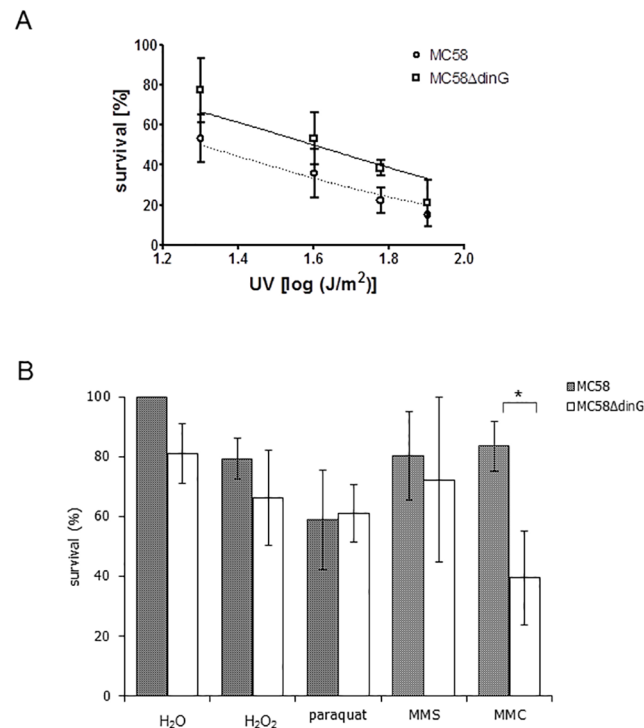 A
survival [%]
100
80
60
40
20
0
1.2
1.4
1.6
1.8
2.0
UV [log (J/m²)]
MC58
MC58ΔdinG
B
survival (%)
100
80
60
40
20
0
H₂O
H₂O₂
paraquat
MMS
MMC
*
MC58
MC58ΔdinG